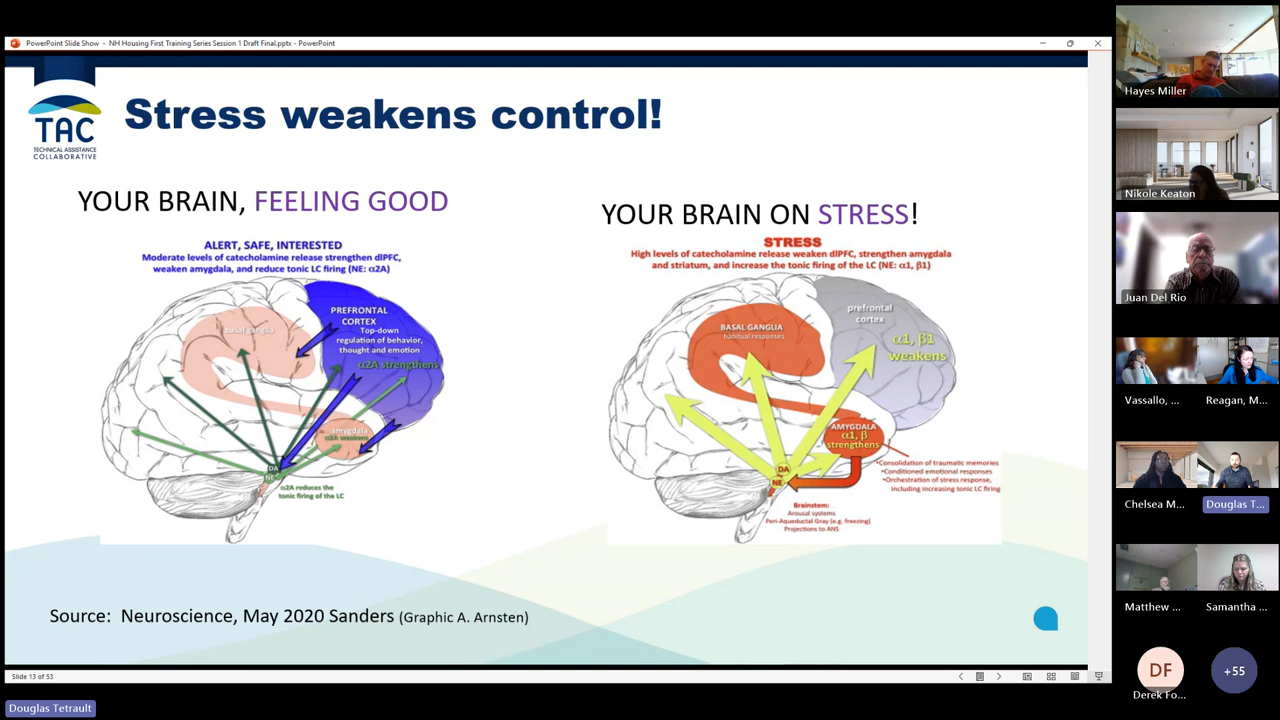 PowerPoint Slide Show - NH Housing First Training Series Session 1 Draft Final.pptx - PowerPoint
TAC
TECHNICAL ASSISTANCE
COLLABORATIVE
Stress weakens control!
YOUR BRAIN, FEELING GOOD
ALERT, SAFE, INTERESTED
Moderate levels of catecholamine release strengthen dlPFC,
weaken amygdala, and reduce tonic LC firing (NE: α2A)
basal ganglia
PREFRONTAL
CORTEX
Top-down
regulation of behavior,
thought and emotion
α2A strengthens
amygdala
α2A weakens
DA
NE
α2A reduces the
tonic firing of the LC
YOUR BRAIN ON STRESS!
STRESS
High levels of catecholamine release weaken dlPFC, strengthen amygdala
and striatum, and increase the tonic firing of the LC (NE: α1, β1)
BASAL GANGLIA
habitual responses
prefrontal
cortex
α1, β1
weakens
AMYGDALA
α1, β
strengthens
DA
NE
•Consolidation of traumatic memories
•Conditioned emotional responses
•Orchestration of stress response,
including increasing tonic LC firing
Brainstem:
Arousal systems
Peri-Aqueductal Gray (e.g. freezing)
Projections to ANS
Source: Neuroscience, May 2020 Sanders (Graphic A. Arnsten)
Slide 13 of 53
Douglas Tetrault
Hayes Miller
Nikole Keaton
Juan Del Rio
Vassallo, ...
Reagan, M...
Chelsea M...
Douglas T...
Matthew ...
Samantha ...
DF
Derek Fo...
+55